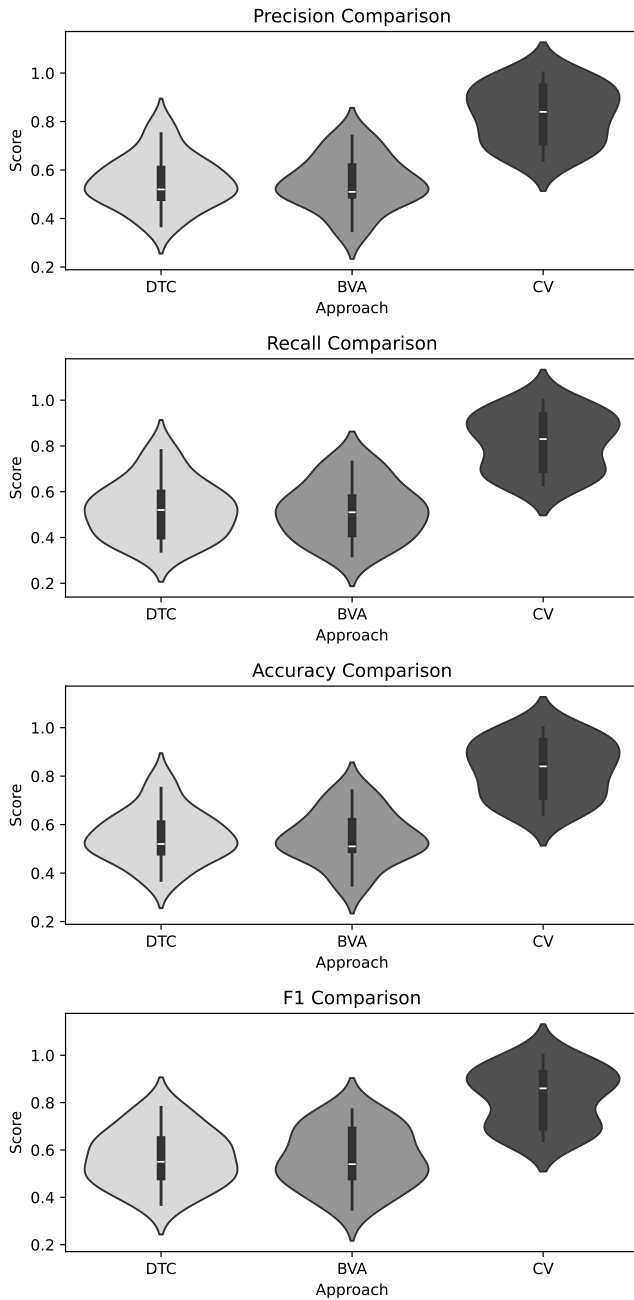 Precision Comparison
1.0
0.8
0.6
0.4
0.2
Score
DTC BVA CV
Approach
Recall Comparison
1.0
0.8
0.6
0.4
0.2
Score
DTC BVA CV
Approach
Accuracy Comparison
1.0
0.8
0.6
0.4
0.2
Score
DTC BVA CV
Approach
F1 Comparison
1.0
0.8
0.6
0.4
0.2
Score
DTC BVA CV
Approach